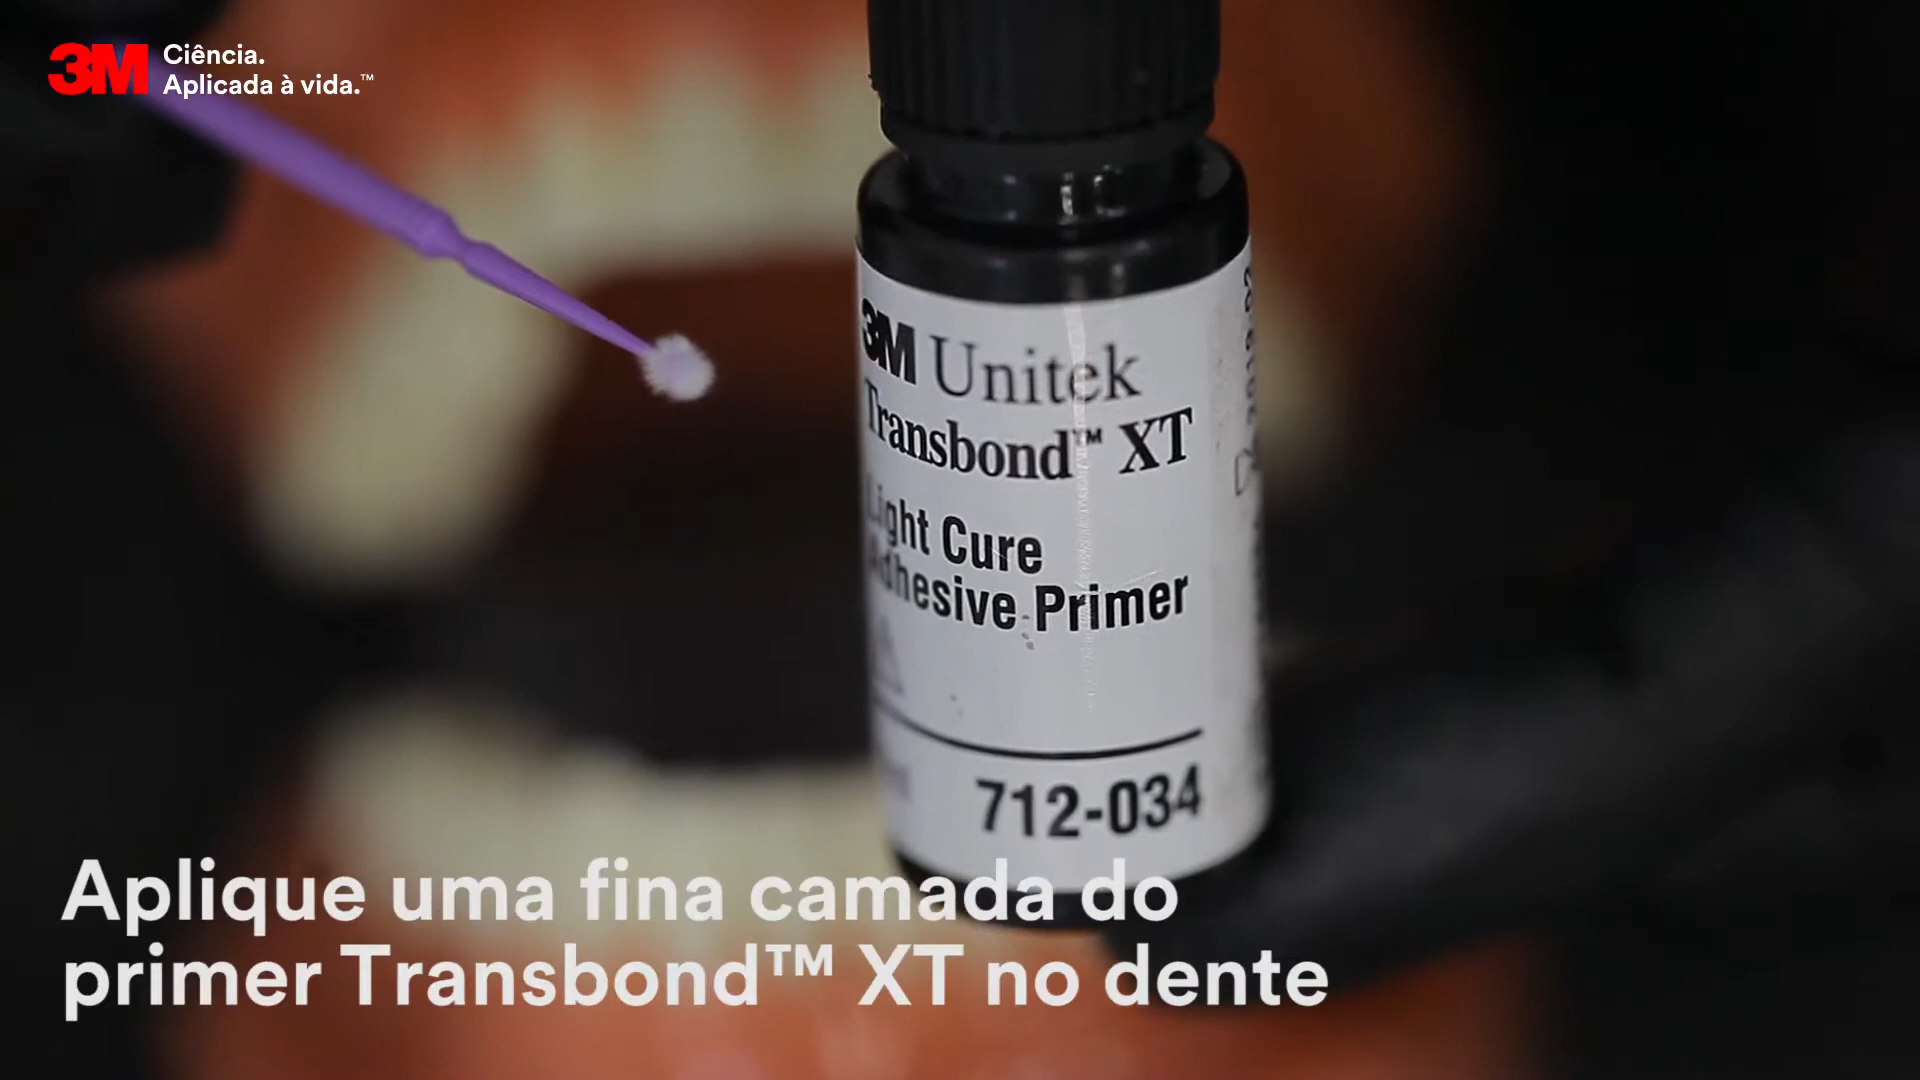 3M Ciência.
Aplicada à vida.™
3M Unitek
Transbond™ XT
Light Cure
Adhesive Primer
712-034
Aplique uma fina camada do
primer Transbond™ XT no dente